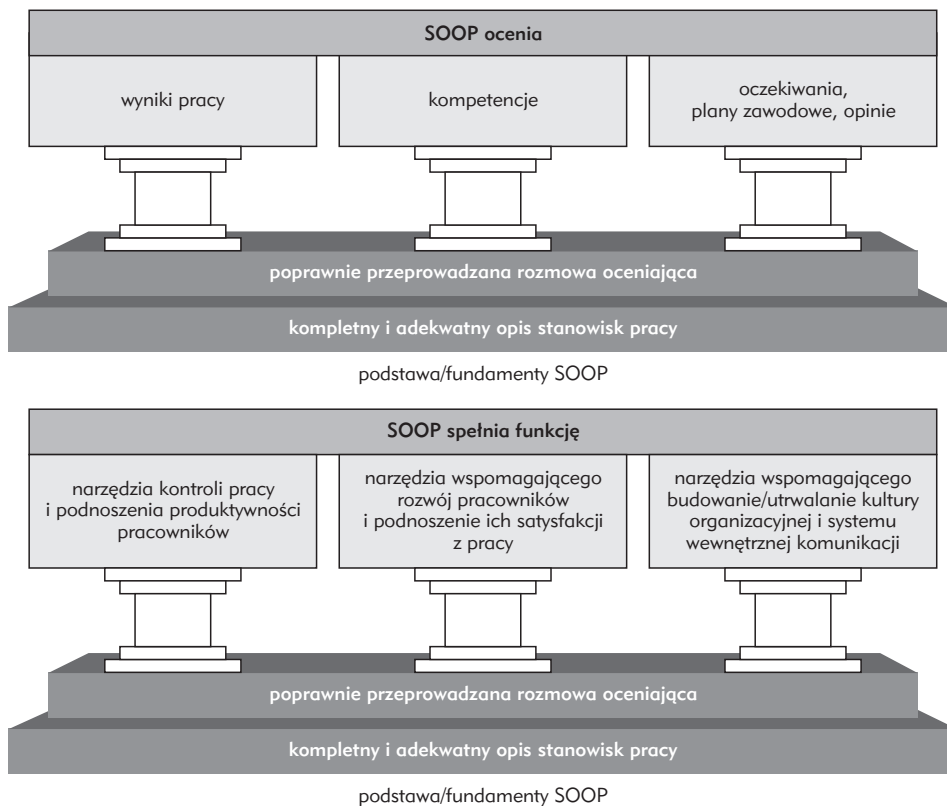 SOOP ocenia
wyniki pracy
kompetencje
oczekiwania,
plany zawodowe, opinie
poprawnie przeprowadzana rozmowa oceniająca
kompletny i adekwatny opis stanowisk pracy
podstawa/fundamenty SOOP
SOOP spełnia funkcję
narzędzia kontroli pracy
i podnoszenia produktywności
pracowników
narzędzia wspomagającego
rozwój pracowników
i podnoszenie ich satysfakcji
z pracy
narzędzia wspomagającego
budowanie/utrwalanie kultury
organizacyjnej i systemu
wewnętrznej komunikacji
poprawnie przeprowadzana rozmowa oceniająca
kompletny i adekwatny opis stanowisk pracy
podstawa/fundamenty SOOP